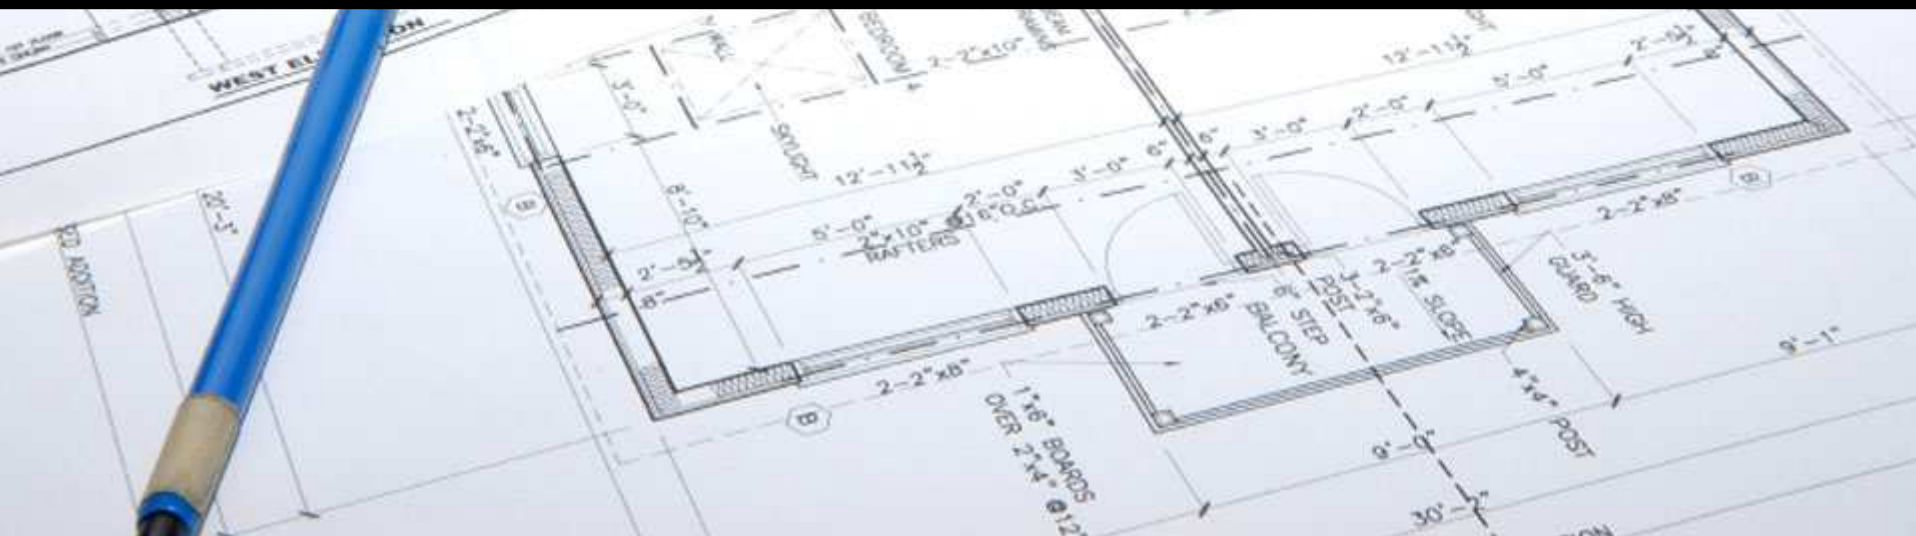 WEST EL
ON
2-2"x6"
3'-0"
HALL
BEDROOM
2-2"x10"
SKYLIGHT
12'-11½"
12'-11½"
2'-5½"
5'-0"
2'-0"
3'-0"
6"
6"
3'-0"
2'-0"
5'-0"
8'-10"
2"x10"
RAFTERS
2'-5½"
8"
B
B
B
20'-3"
ADDITION
2-2"x8"
2-2"x6"
2-2"x6"
2-2"x8"
6" STEP
BALCONY
POST
3-2"x6"
1% SLOPE
3'-6" HIGH
GUARD
1"x6" BOARDS
OVER 2"x4" @12"
4"x4" POST
9'-0"
9'-1"
30'-2"
ON